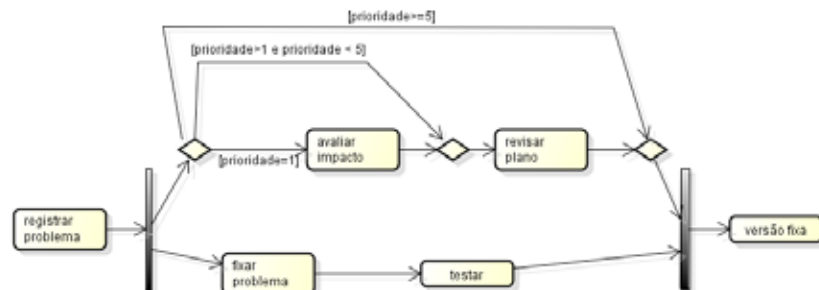 [prioridade>=5]
[prioridade>1 e prioridade < 5]
avaliar
impacto
revisar
plano
[prioridade=1]
registrar
problema
versão fixa
fixar
problema
testar